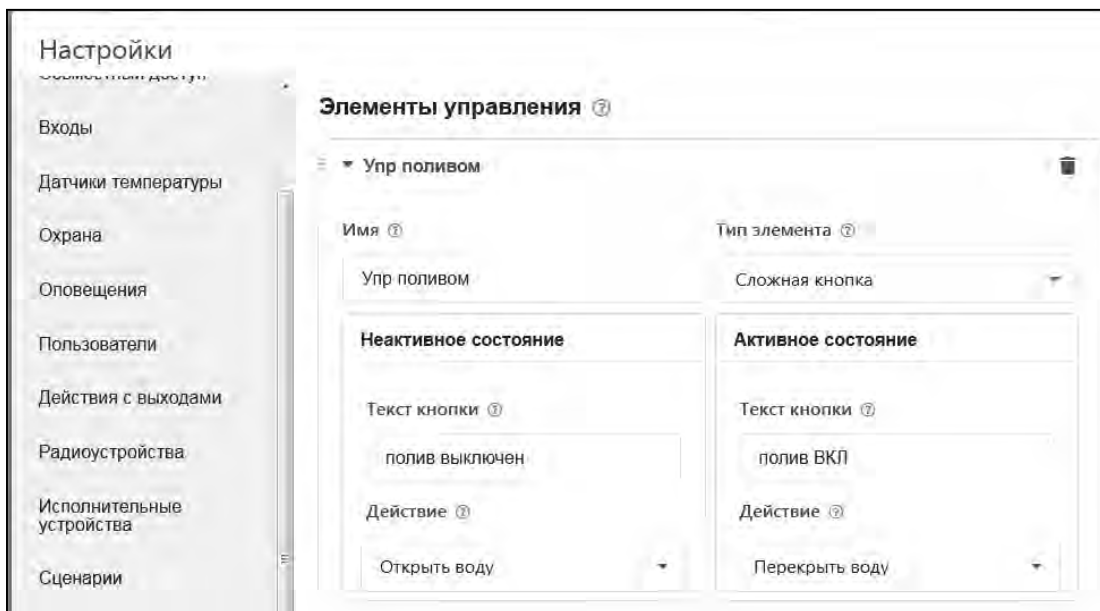 Настройки
Входы
Датчики температуры
Охрана
Оповещения
Пользователи
Действия с выходами
Радиоустройства
Исполнительные
устройства
Сценарии
Элементы управления
Упр поливом
Имя
Тип элемента
Упр поливом
Сложная кнопка
Неактивное состояние
Активное состояние
Текст кнопки
Текст кнопки
полив выключен
полив ВКЛ
Действие
Действие
Открыть воду
Перекрыть воду